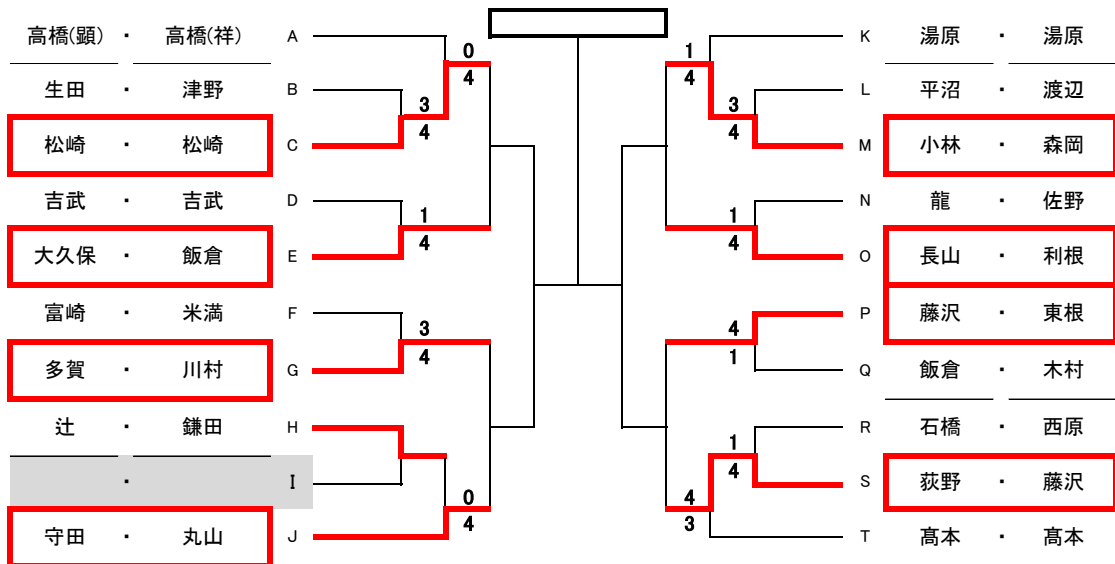 高橋(顕) ・ 高橋(祥) A
0
1
K 湯原 ・ 湯原
4
4
生田 ・ 津野 B
L 平沼 ・ 渡辺
3
3
4
4
松崎 ・ 松崎 C
M 小林 ・ 森岡
吉武 ・ 吉武 D
N 龍 ・ 佐野
1
1
4
4
大久保 ・ 飯倉 E
O 長山 ・ 利根
富崎 ・ 米満 F
P 藤沢 ・ 東根
3
4
4
1
多賀 ・ 川村 G
Q 飯倉 ・ 木村
辻 ・ 鎌田 H
R 石橋 ・ 西原
1
4
・ I
S 荻野 ・ 藤沢
0
4
4
3
守田 ・ 丸山 J
T 髙本 ・ 髙本